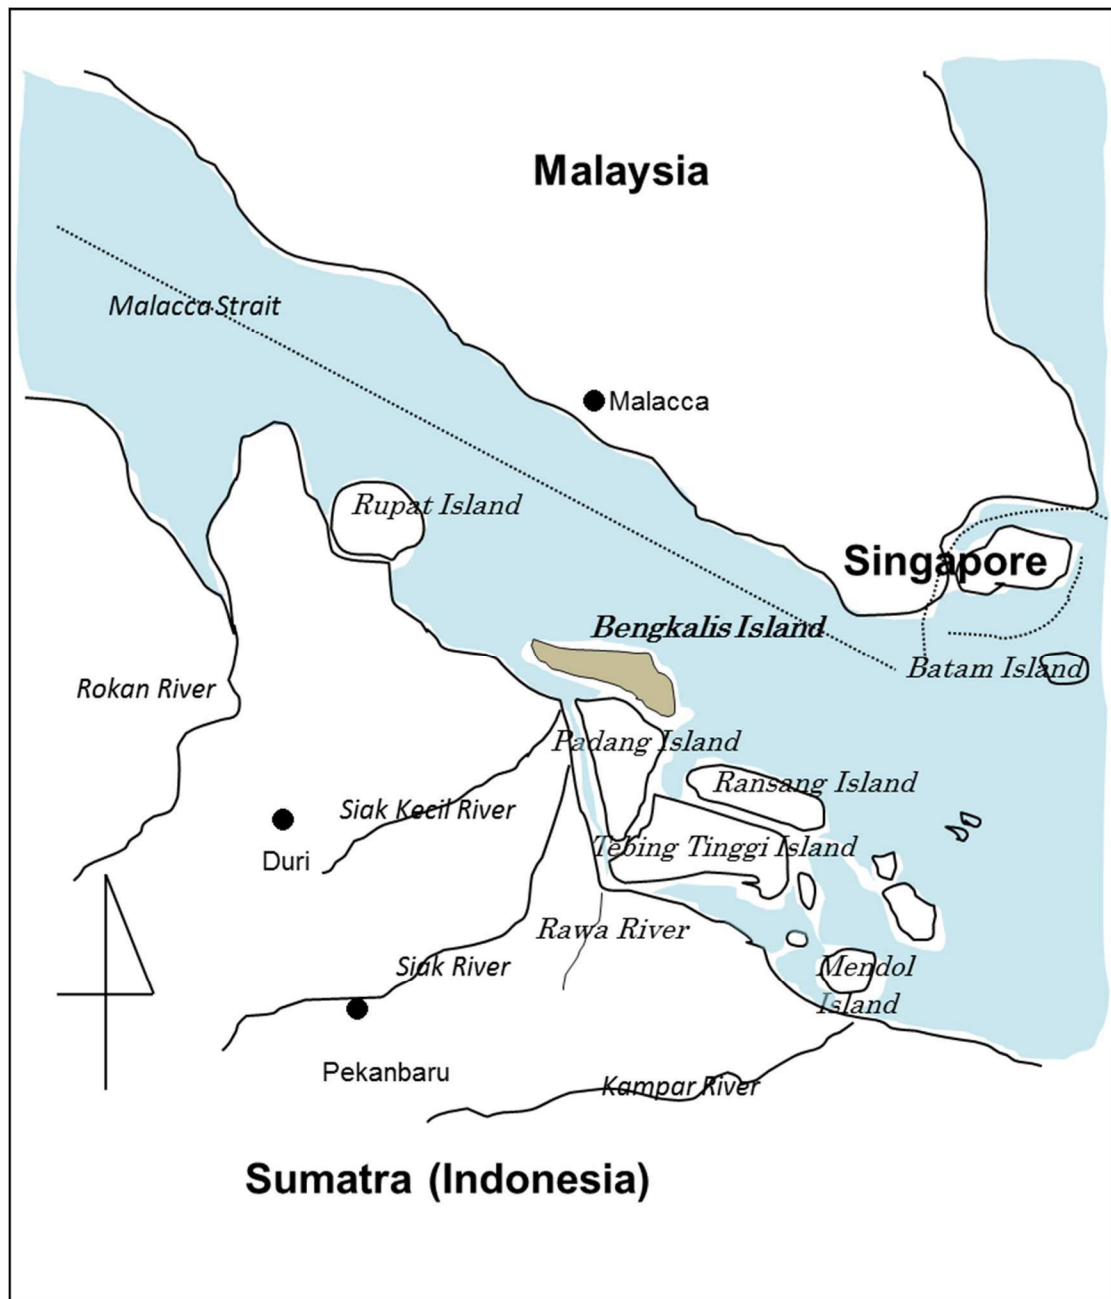 Malaysia
Malacca Strait
Malacca
Rupat Island
Singapore
Bengkalis Island
Batam Island
Rokan River
Padang Island
Ransang Island
Siak Kecil River
Duri
Tebing Tinggi Island
Rawa River
Siak River
Mendol
Island
Pekanbaru
Kampar River
Sumatra (Indonesia)